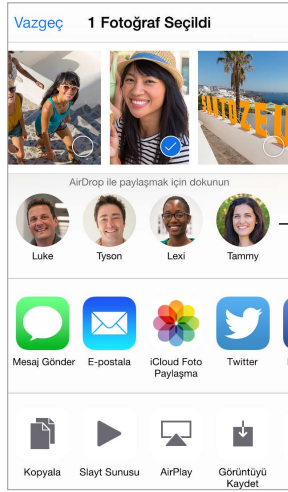 Vazgeç 1 Fotoğraf Seçildi
AirDrop ile paylaşmak için dokunun
Luke Tyson Lexi Tammy
Mesaj Gönder E-postala iCloud Foto Paylaşma Twitter
Kopyala Slayt Sunusu AirPlay Görüntüyü Kaydet